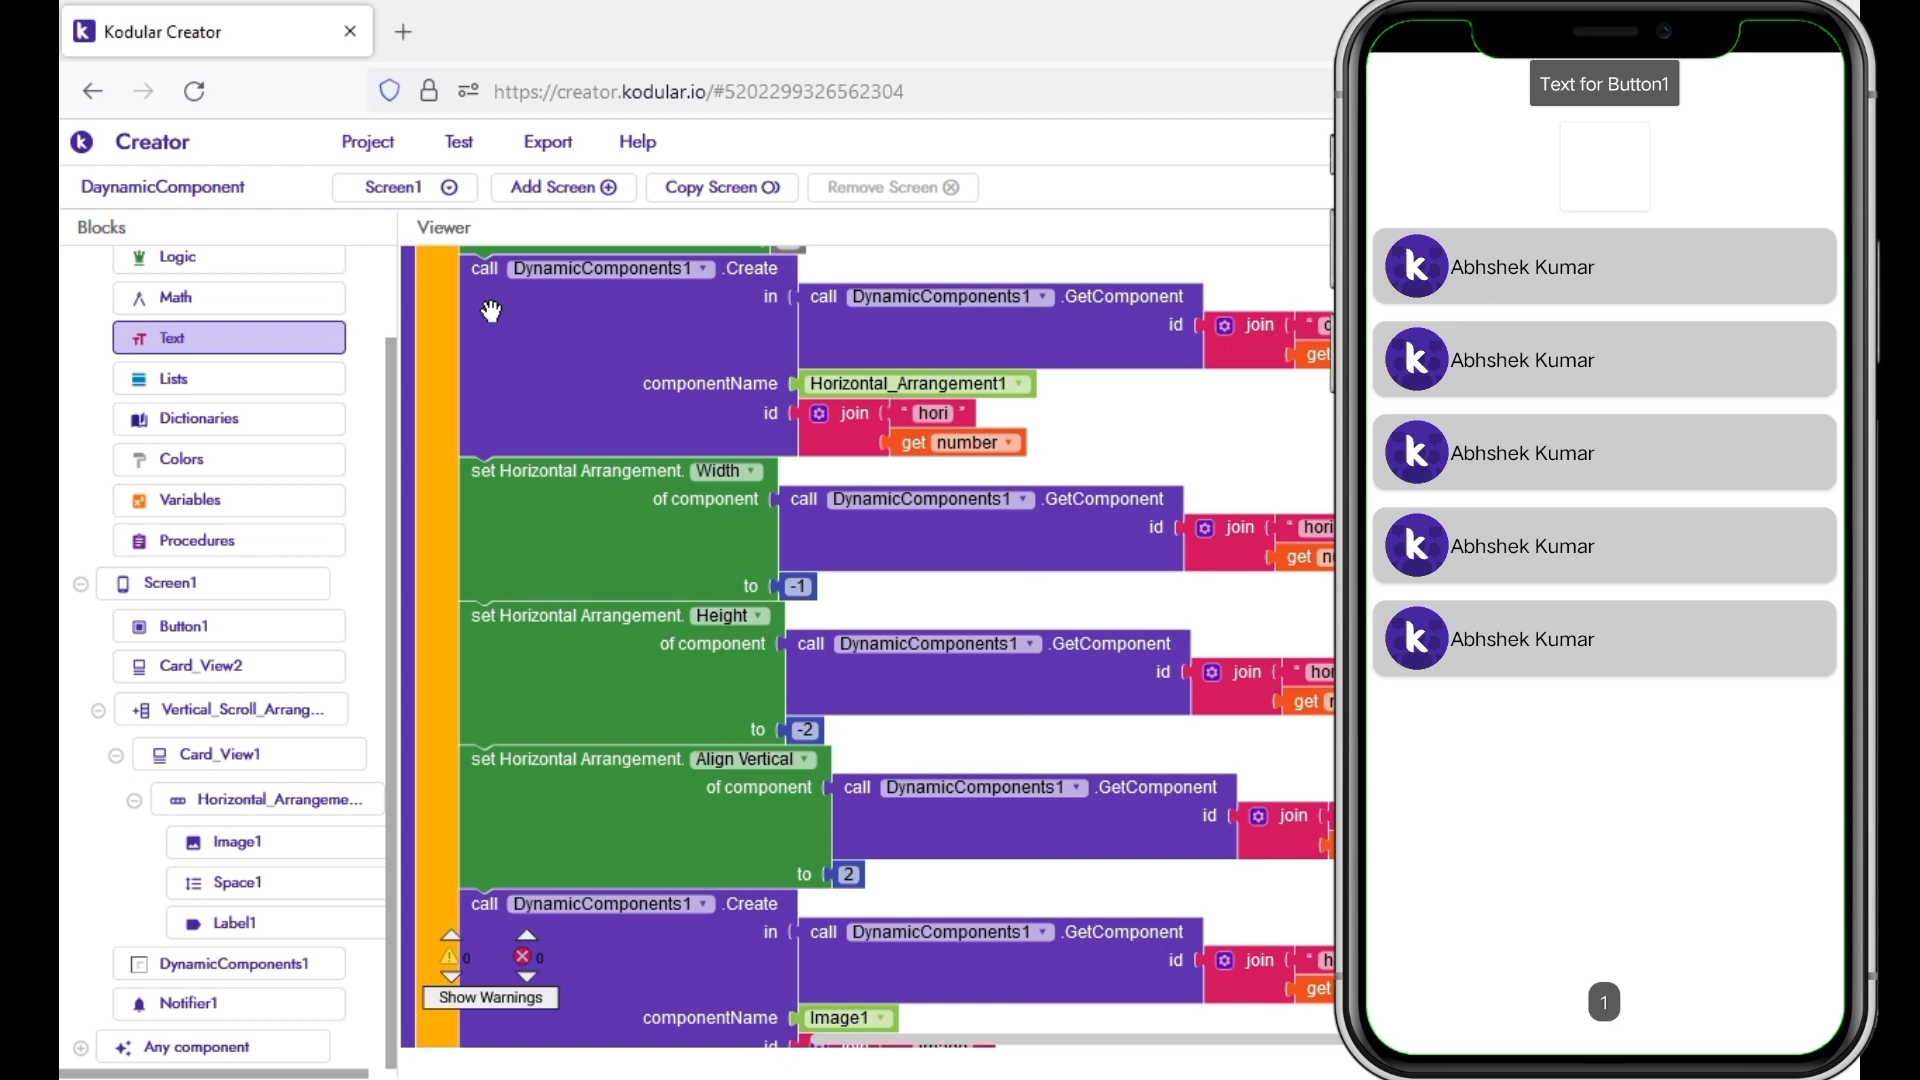 Kodular Creator
https://creator.kodular.io/#5202299326562304
Creator
Project
Test
Export
Help
DaynamicComponent
Screen1
Add Screen
Copy Screen
Remove Screen
Blocks
Viewer
Logic
Math
Text
Lists
Dictionaries
Colors
Variables
Procedures
Screen1
Button1
Card_View2
Vertical_Scroll_Arrang...
Card_View1
Horizontal_Arrangeme...
Image1
Space1
Label1
DynamicComponents1
Notifier1
Any component
call DynamicComponents1 .Create
in call DynamicComponents1 .GetComponent
id join "
get
componentName Horizontal_Arrangement1
id join " hori "
get number
set Horizontal Arrangement. Width
of component call DynamicComponents1 .GetComponent
id join " hori
get
to -1
set Horizontal Arrangement. Height
of component call DynamicComponents1 .GetComponent
id join "
get
to -2
set Horizontal Arrangement. Align Vertical
of component call DynamicComponents1 .GetComponent
id join
to 2
call DynamicComponents1 .Create
in call DynamicComponents1 .GetComponent
id join "
get
componentName Image1
id
0
0
Show Warnings
Text for Button1
Abhshek Kumar
Abhshek Kumar
Abhshek Kumar
Abhshek Kumar
Abhshek Kumar
1